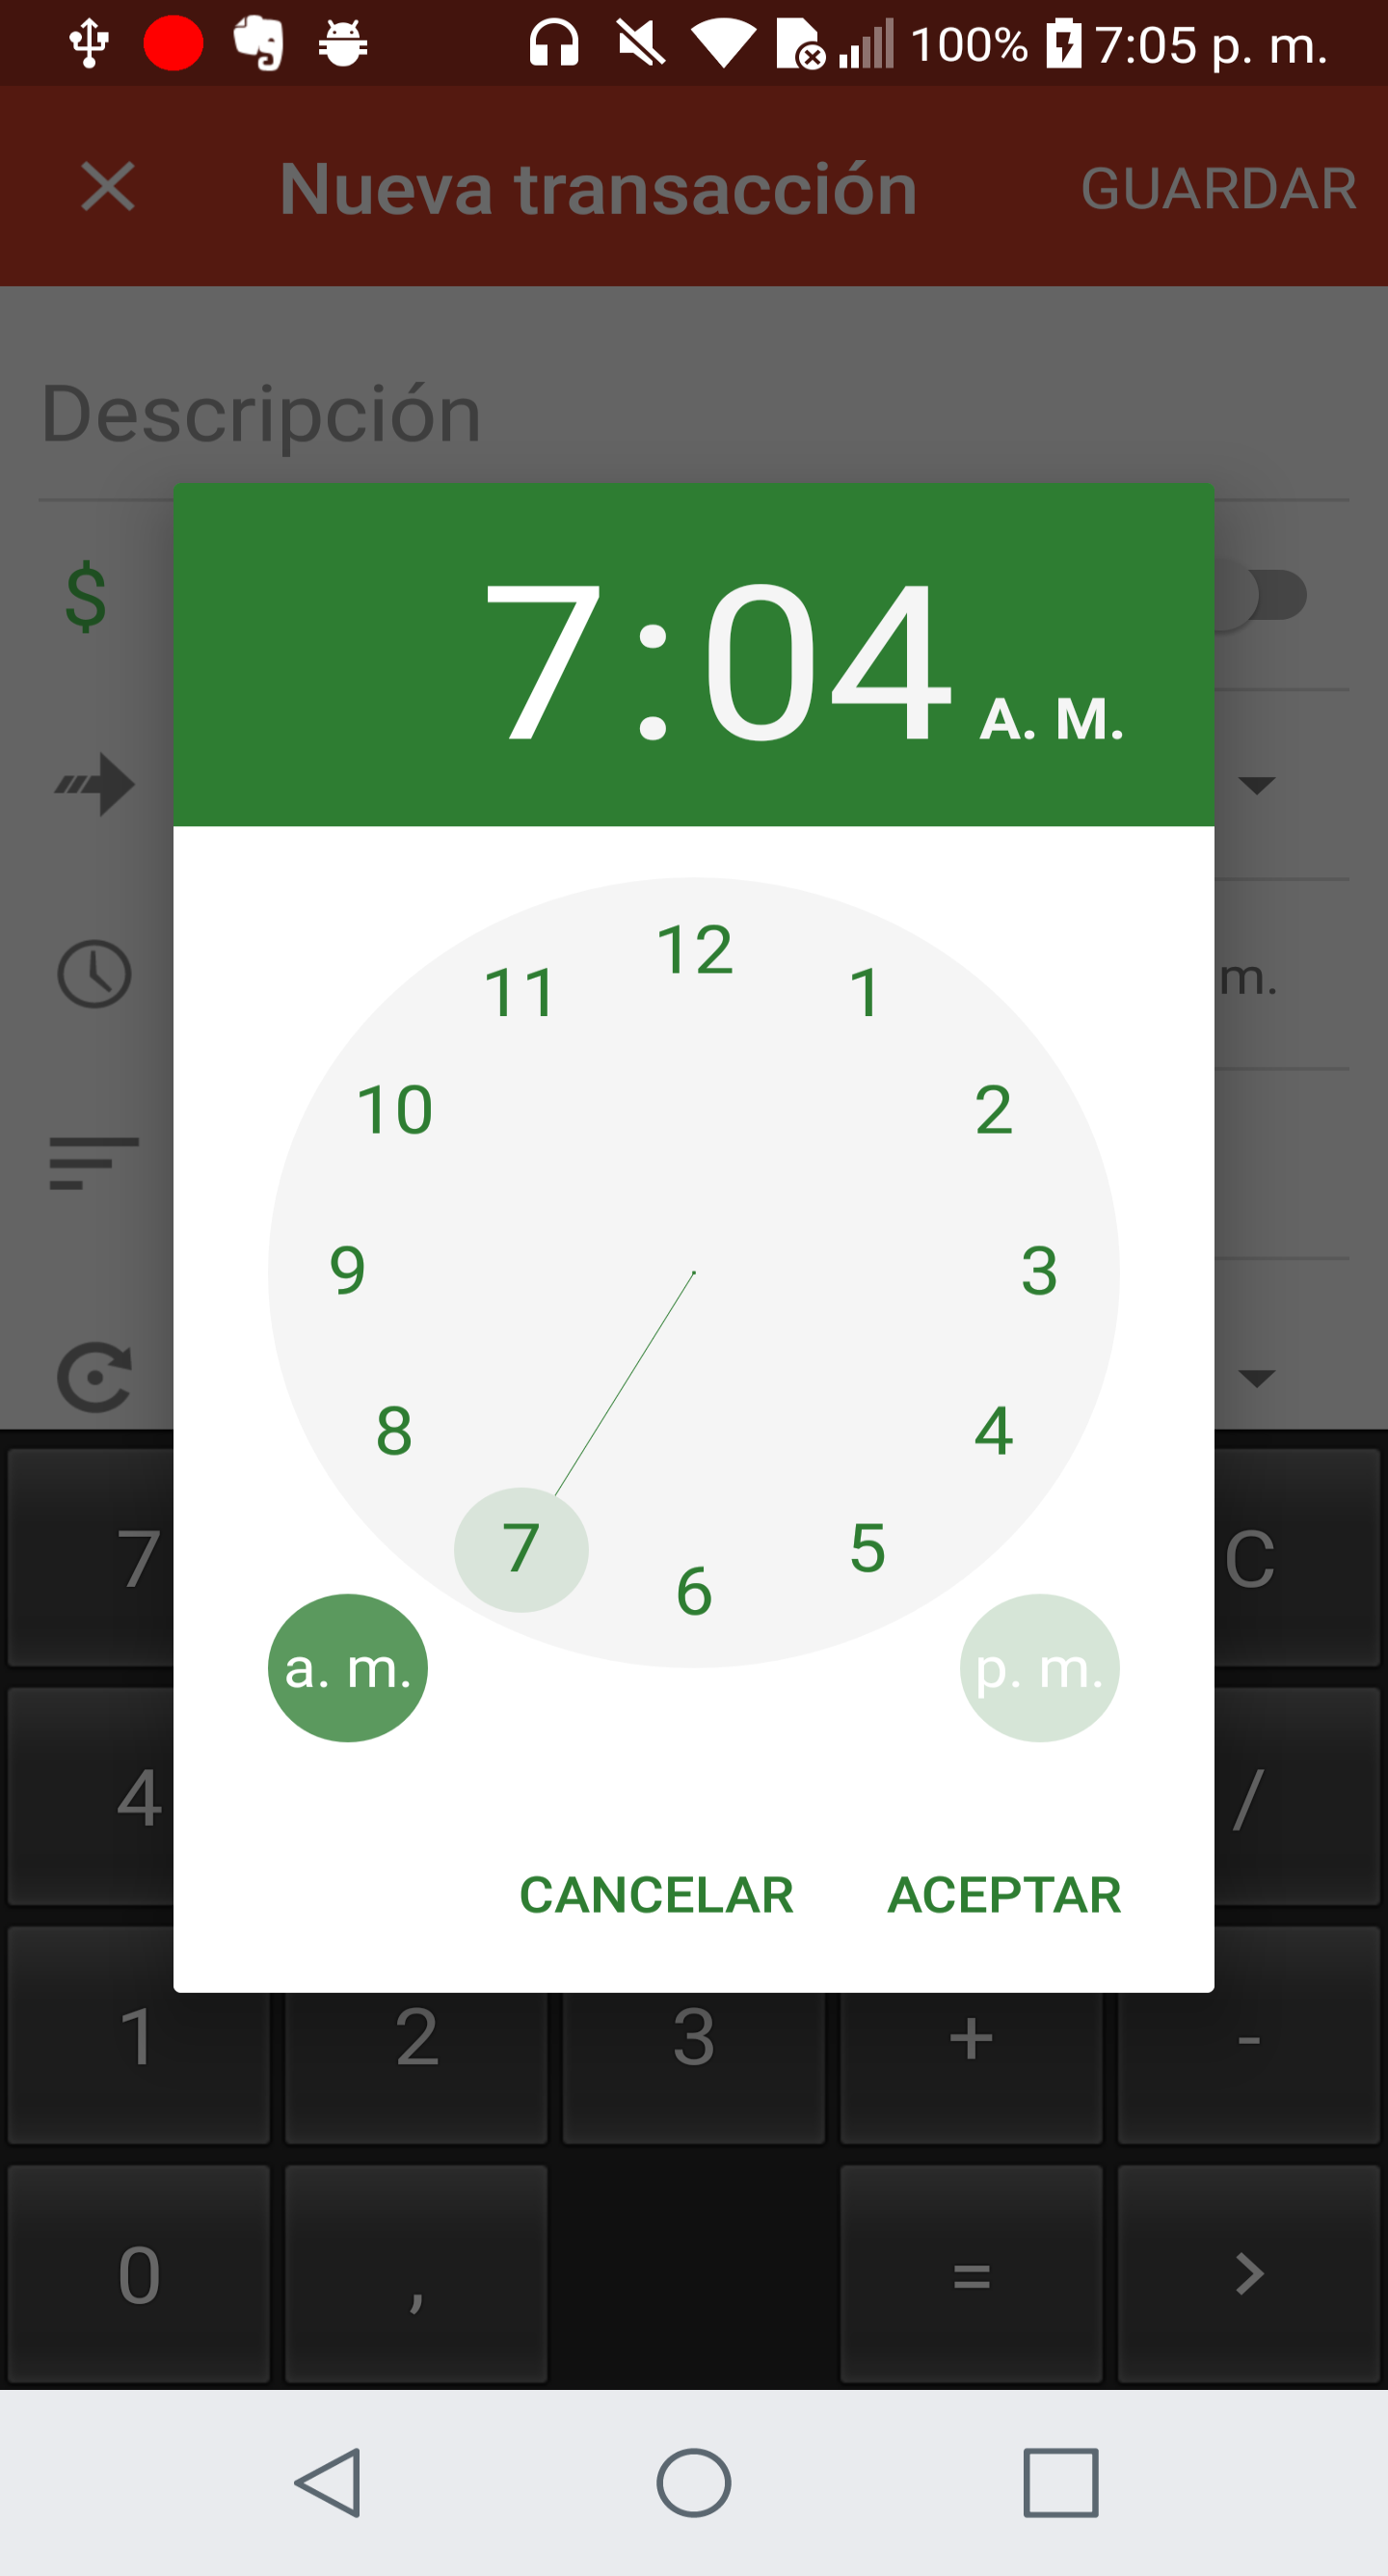 100% 7:05 p. m.
Nueva transacción GUARDAR
Descripción
$
7:04 A. M.
m.
12
11 1
10 2
9 3
8 4
7 5
6
a. m. p. m.
CANCELAR ACEPTAR
7 C
4 /
1 2 3 + -
0 , = >